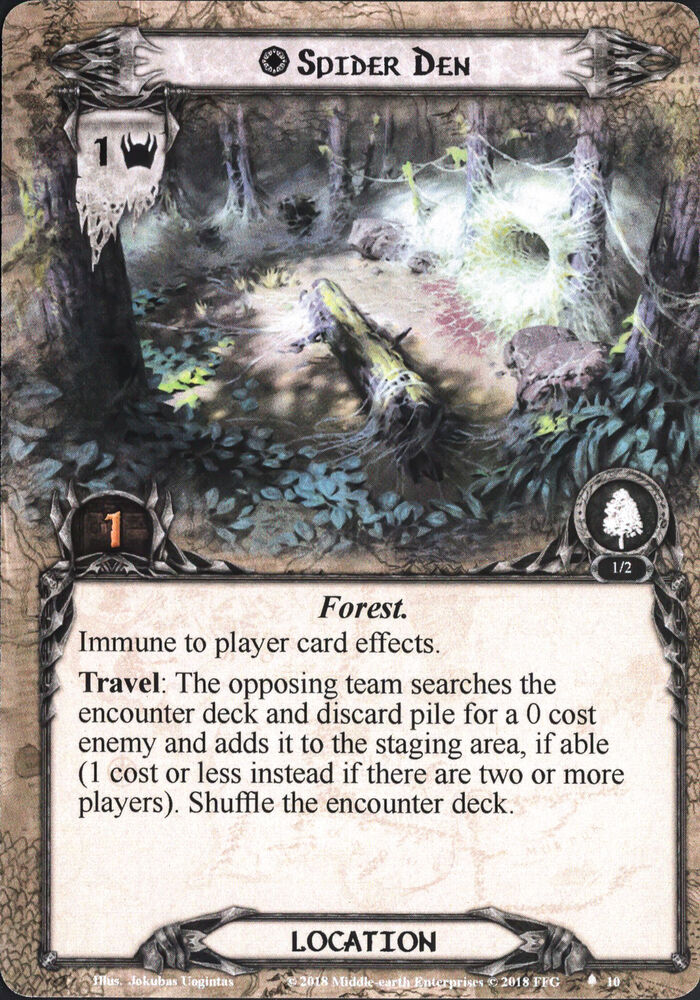 Spider Den
1
1
1/2
Forest.
Immune to player card effects.
Travel: The opposing team searches the
encounter deck and discard pile for a 0 cost
enemy and adds it to the staging area, if able
(1 cost or less instead if there are two or more
players). Shuffle the encounter deck.
LOCATION
Illus. Jokubas Uogintas © 2018 Middle-earth Enterprises © 2018 FFG 10